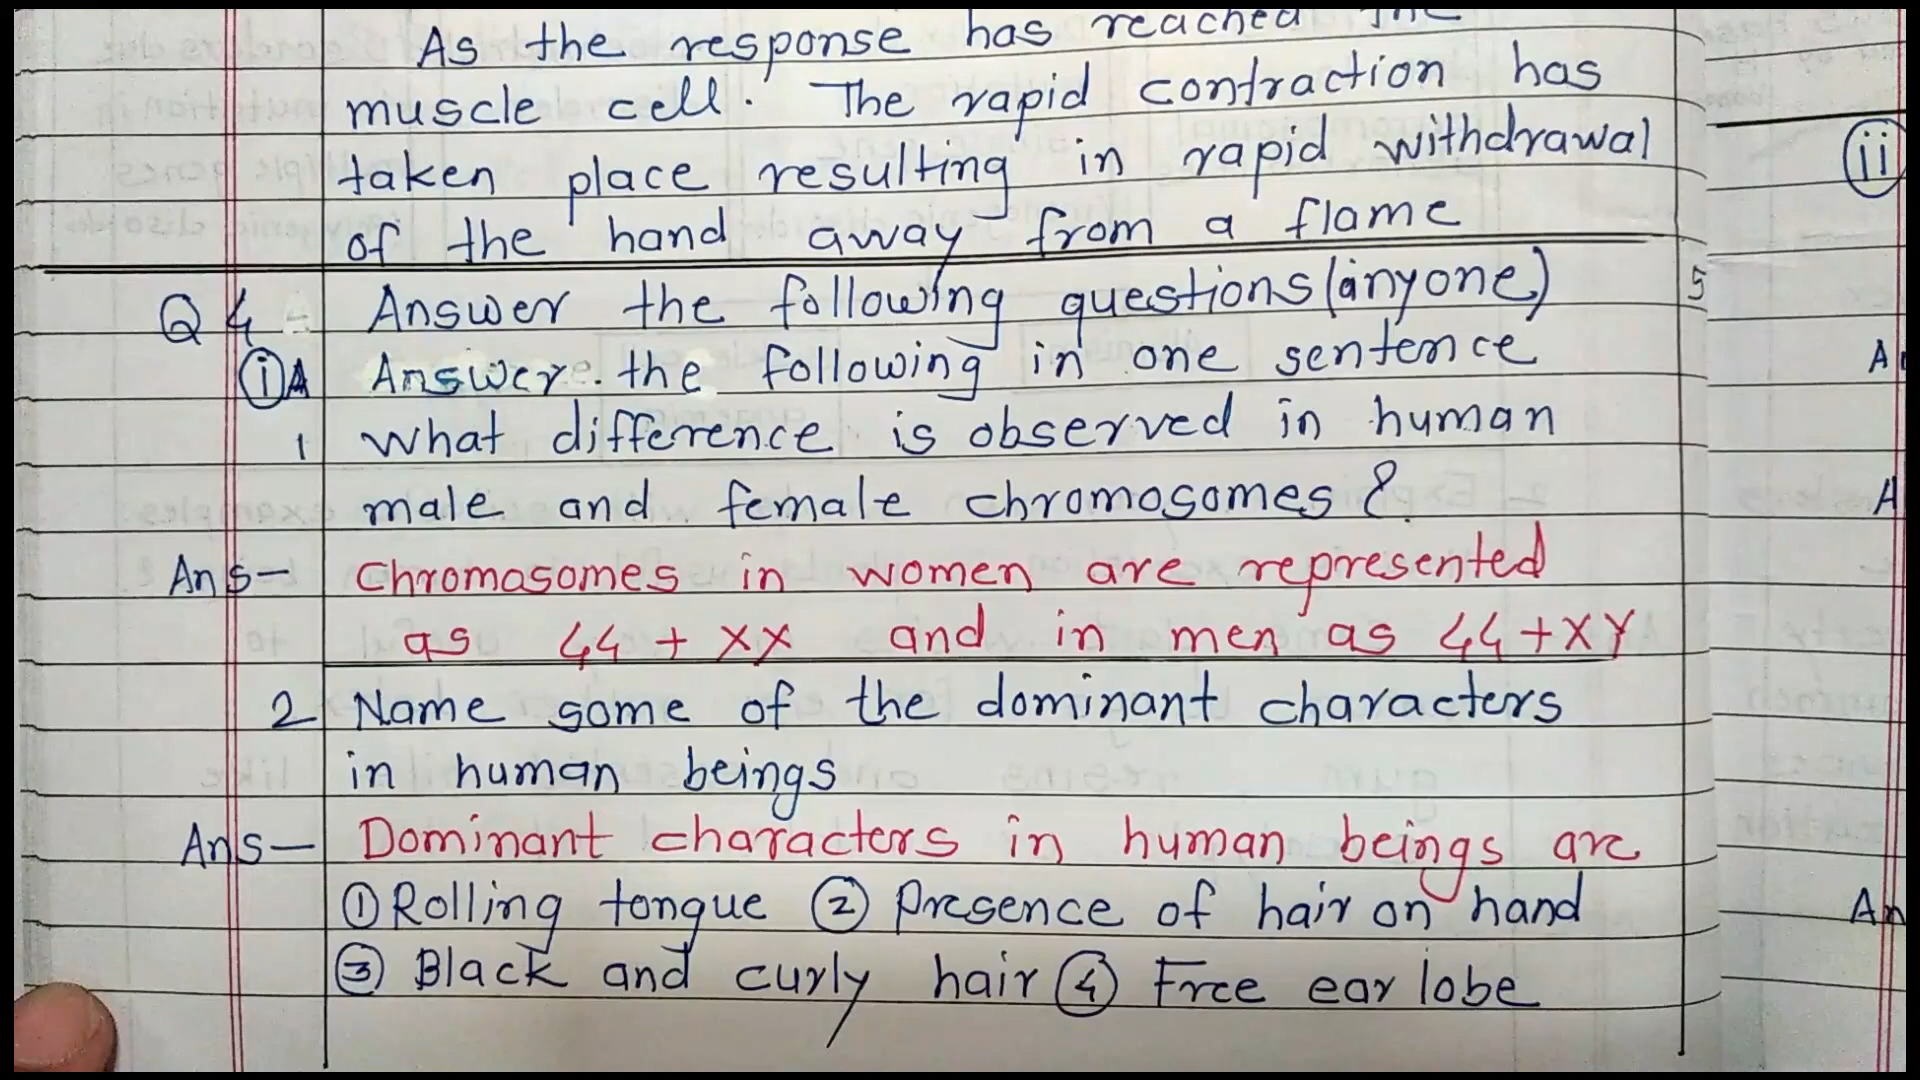 As the response has reached the
muscle cell. The rapid contraction has
taken place resulting in rapid withdrawal
of the hand away from a flame
Q 4 Answer the following questions (anyone) 5
(i) A Answer the following in one sentence
1 What difference is observed in human
male and female chromosomes?
Ans- Chromasomes in women are represented
as 44 + XX and in men as 44 + XY
2 Name some of the dominant characters
in human beings
Ans- Dominant characters in human beings are
① Rolling tongue ② Presence of hair on hand
③ Black and curly hair ④ Free ear lobe
(ii)
An